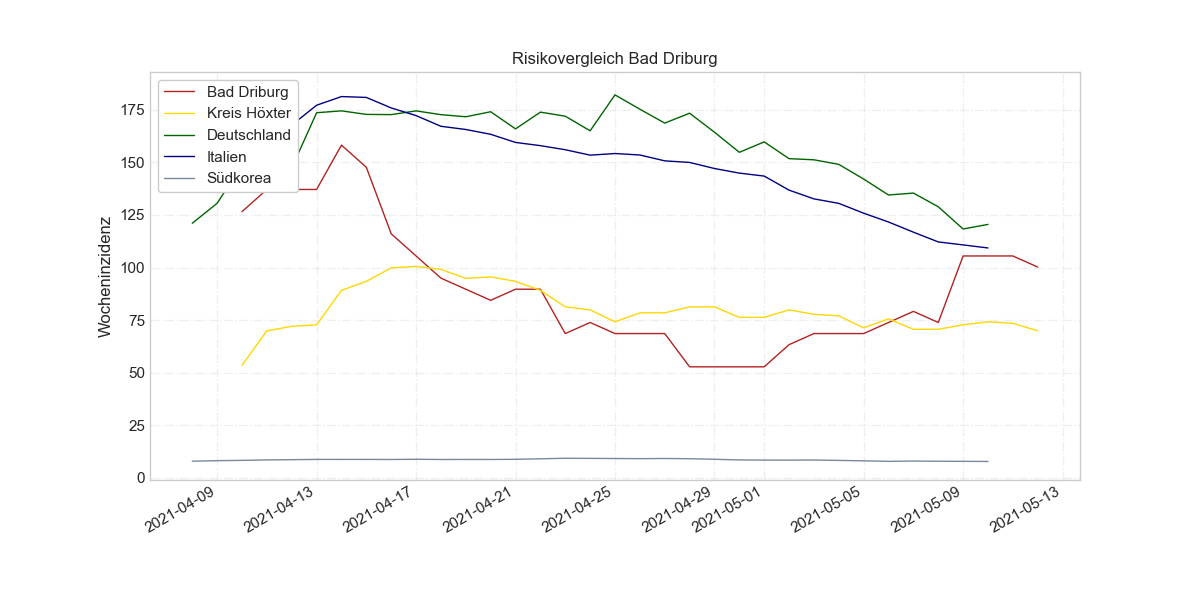 Risikovergleich Bad Driburg
Bad Driburg
Kreis Höxter
Deutschland
Italien
Südkorea
Wocheninzidenz
175
150
125
100
75
50
25
0
2021-04-09
2021-04-13
2021-04-17
2021-04-21
2021-04-25
2021-04-29
2021-05-01
2021-05-05
2021-05-09
2021-05-13